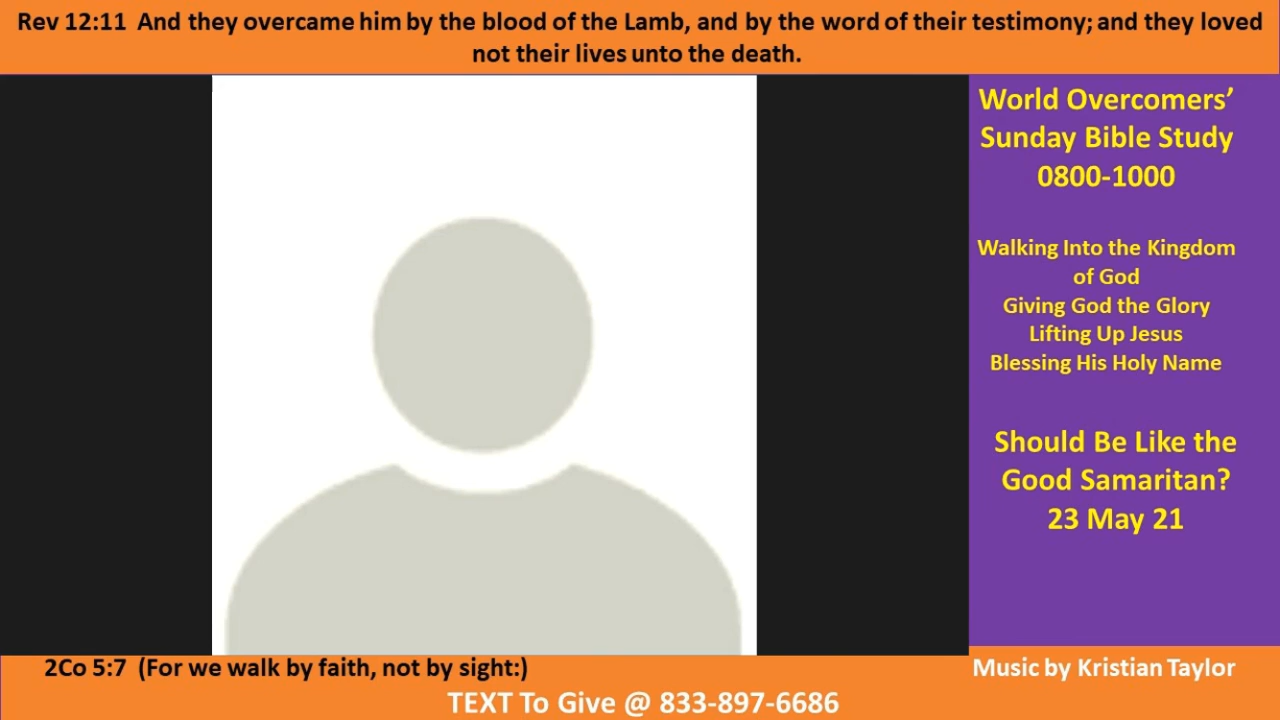 Rev 12:11  And they overcame him by the blood of the Lamb, and by the word of their testimony; and they loved
not their lives unto the death.
World Overcomers’
Sunday Bible Study
0800-1000
Walking Into the Kingdom
of God
Giving God the Glory
Lifting Up Jesus
Blessing His Holy Name
Should Be Like the
Good Samaritan?
23 May 21
2Co 5:7  (For we walk by faith, not by sight:)
Music by Kristian Taylor
TEXT To Give @ 833-897-6686